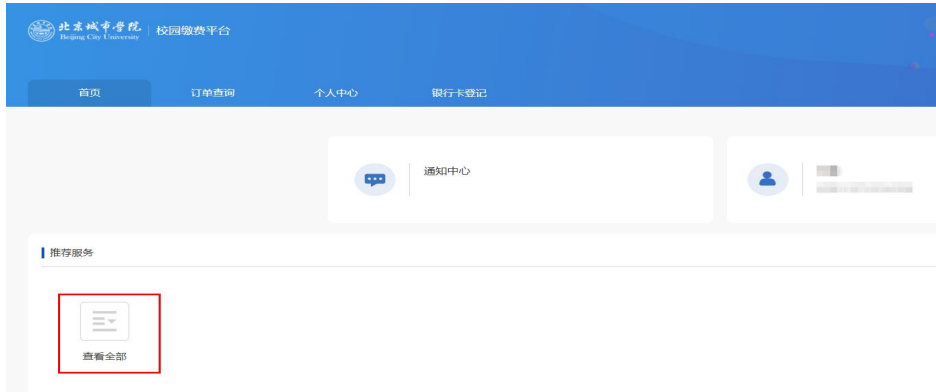 北京城市学院
Beijing City University
校园缴费平台
首页 订单查询 个人中心 银行卡登记
通知中心
推荐服务
查看全部